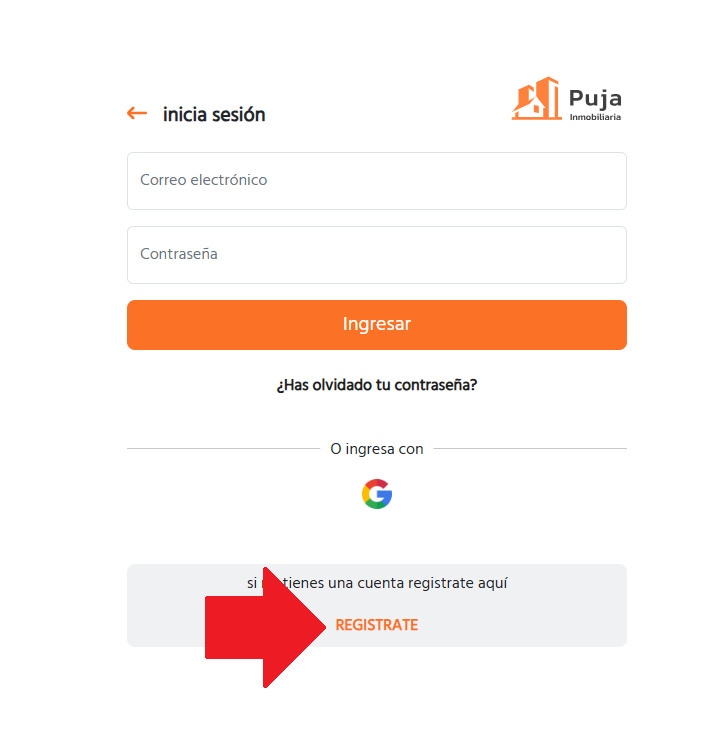 inicia sesión
Puja
Inmobiliaria
Correo electrónico
Contraseña
Ingresar
¿Has olvidado tu contraseña?
O ingresa con
si tienes una cuenta registrate aquí
REGISTRATE